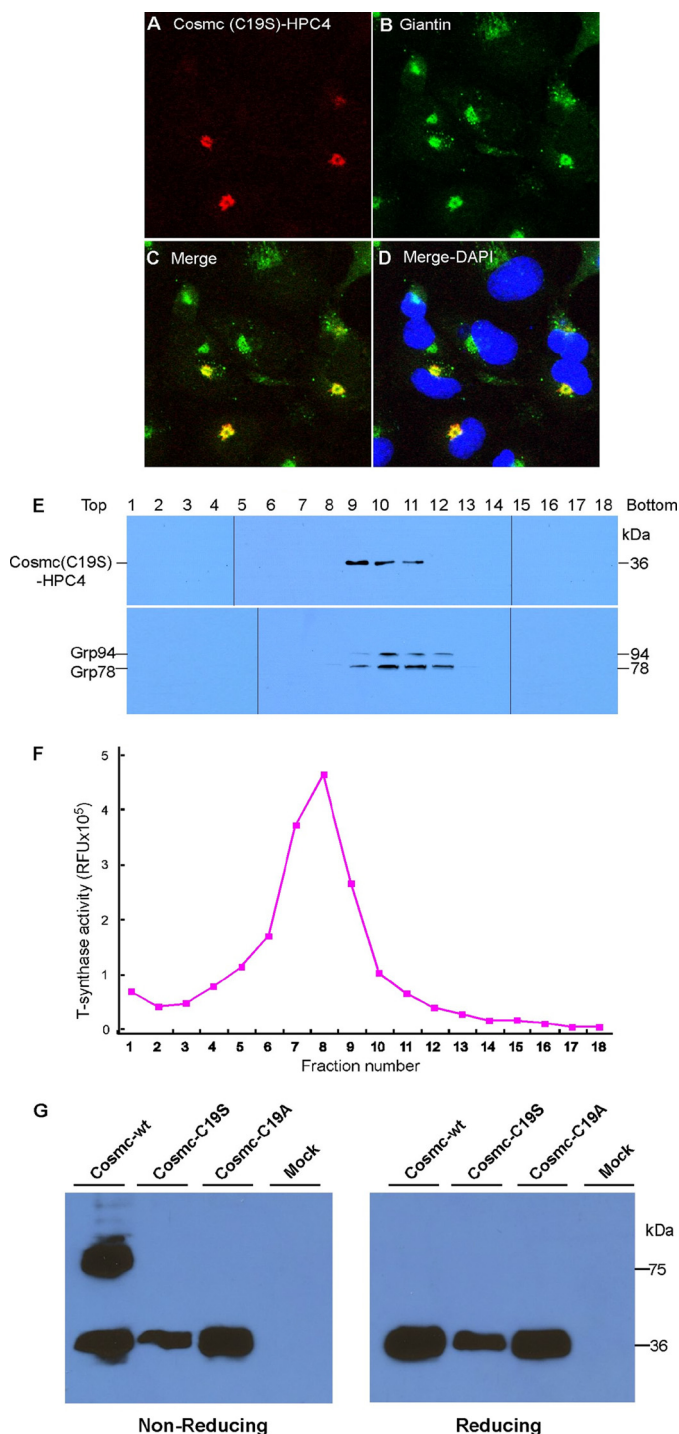 A Cosmc (C19S)-HPC4
B Giantin
C Merge
D Merge-DAPI
E Top 1 2 3 4 5 6 7 8 9 10 11 12 13 14 15 16 17 18 Bottom
kDa
Cosmc(C19S)
-HPC4
36
Grp94
94
Grp78
78
F
T-synthase activity (RFUx10⁵)
5
4
3
2
1
0
1 2 3 4 5 6 7 8 9 10 11 12 13 14 15 16 17 18
Fraction number
G
Cosmc-wt Cosmc-C19S Cosmc-C19A Mock
Cosmc-wt Cosmc-C19S Cosmc-C19A Mock
kDa
75
36
Non-Reducing
Reducing